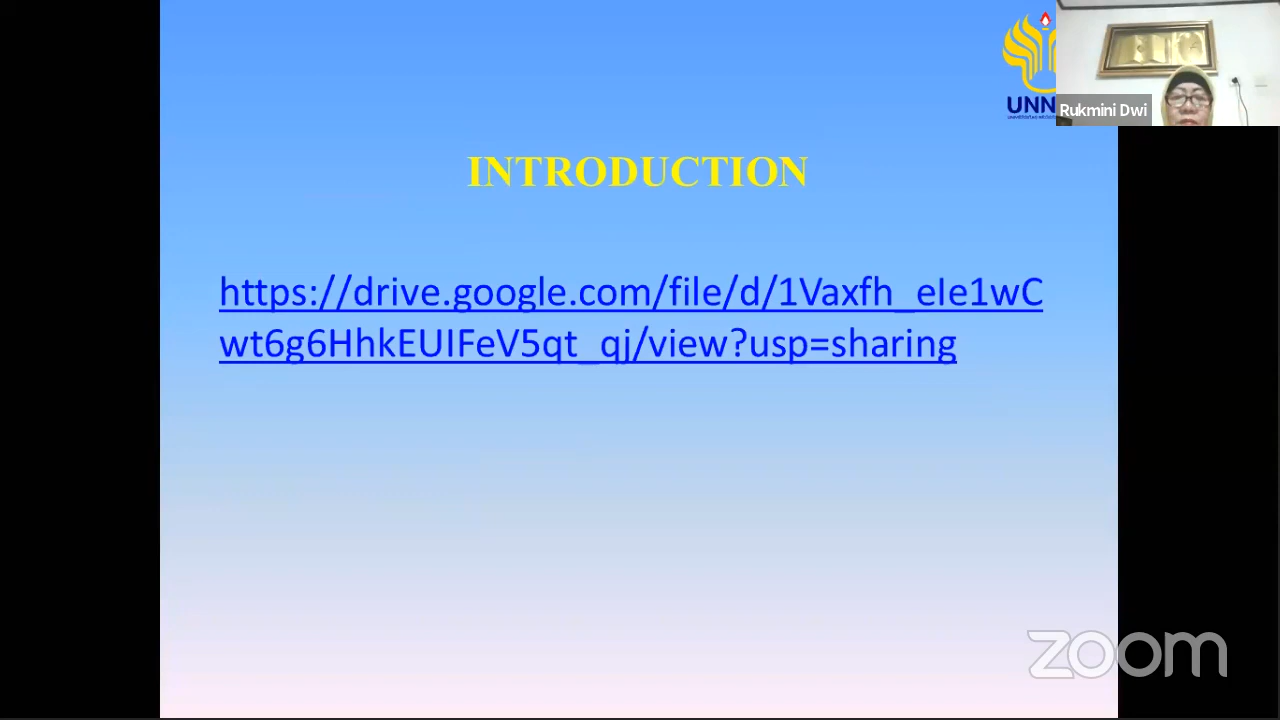 UNN
Rukmini Dwi
INTRODUCTION
https://drive.google.com/file/d/1Vaxfh_eIe1wC
wt6g6HhkEUIFeV5qt_qj/view?usp=sharing
zoom